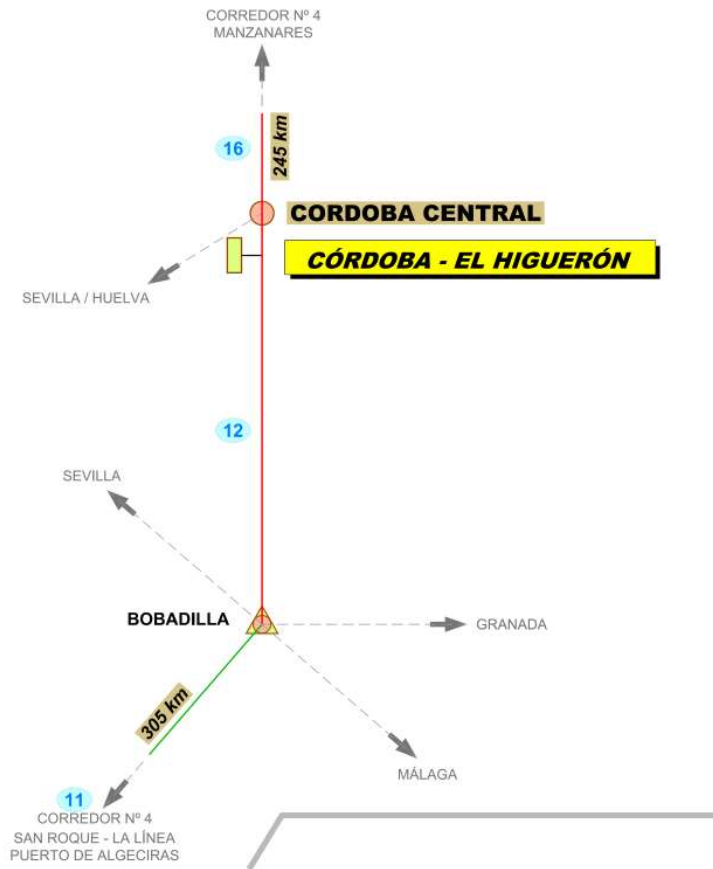 CORREDOR Nº 4
MANZANARES
16
245 km
CORDOBA CENTRAL
CÓRDOBA - EL HIGUERÓN
SEVILLA / HUELVA
12
SEVILLA
BOBADILLA
GRANADA
305 km
MÁLAGA
11
CORREDOR Nº 4
SAN ROQUE - LA LÍNEA
PUERTO DE ALGECIRAS